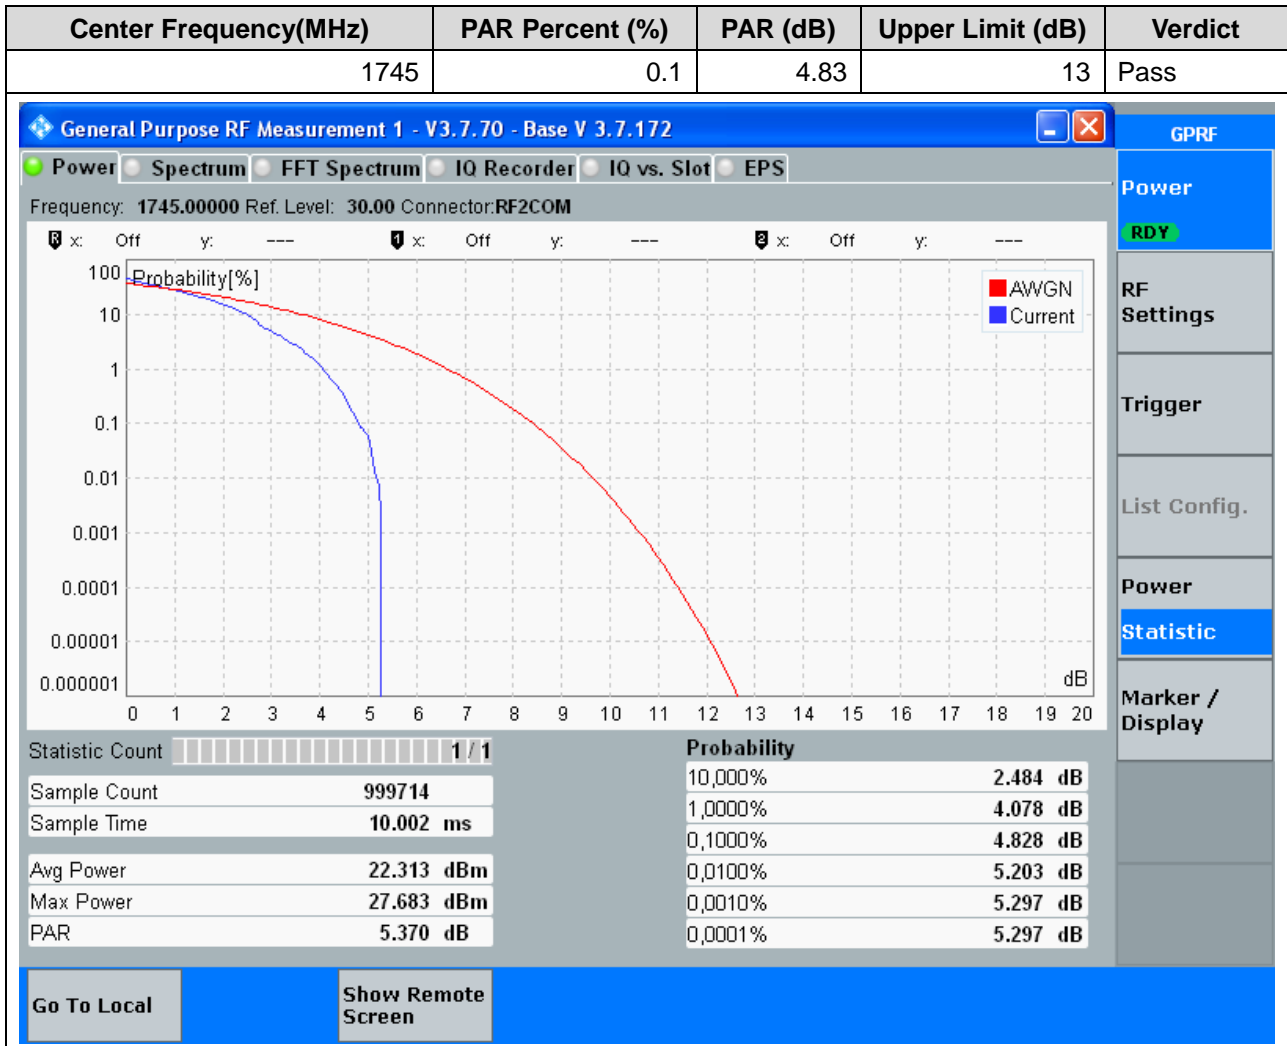 Center Frequency(MHz) PAR Percent (%) PAR (dB) Upper Limit (dB) Verdict
1745 0.1 4.83 13 Pass
General Purpose RF Measurement 1 - V3.7.70 - Base V 3.7.172
GPRF
Power Spectrum FFT Spectrum IQ Recorder IQ vs. Slot EPS
Power
RDY
Frequency: 1745.00000 Ref. Level: 30.00 Connector:RF2COM
R x: Off y: --- 1 x: Off y: --- 2 x: Off y: ---
Probability[%]
AWGN
Current
100
10
1
0.1
0.01
0.001
0.0001
0.00001
0.000001
dB
0 1 2 3 4 5 6 7 8 9 10 11 12 13 14 15 16 17 18 19 20
RF
Settings
Trigger
List Config.
Power
Statistic
Marker /
Display
Statistic Count 1 / 1
Sample Count 999714
Sample Time 10.002 ms
Avg Power 22.313 dBm
Max Power 27.683 dBm
PAR 5.370 dB
Probability
10,000% 2.484 dB
1,0000% 4.078 dB
0,1000% 4.828 dB
0,0100% 5.203 dB
0,0010% 5.297 dB
0,0001% 5.297 dB
Go To Local
Show Remote
Screen